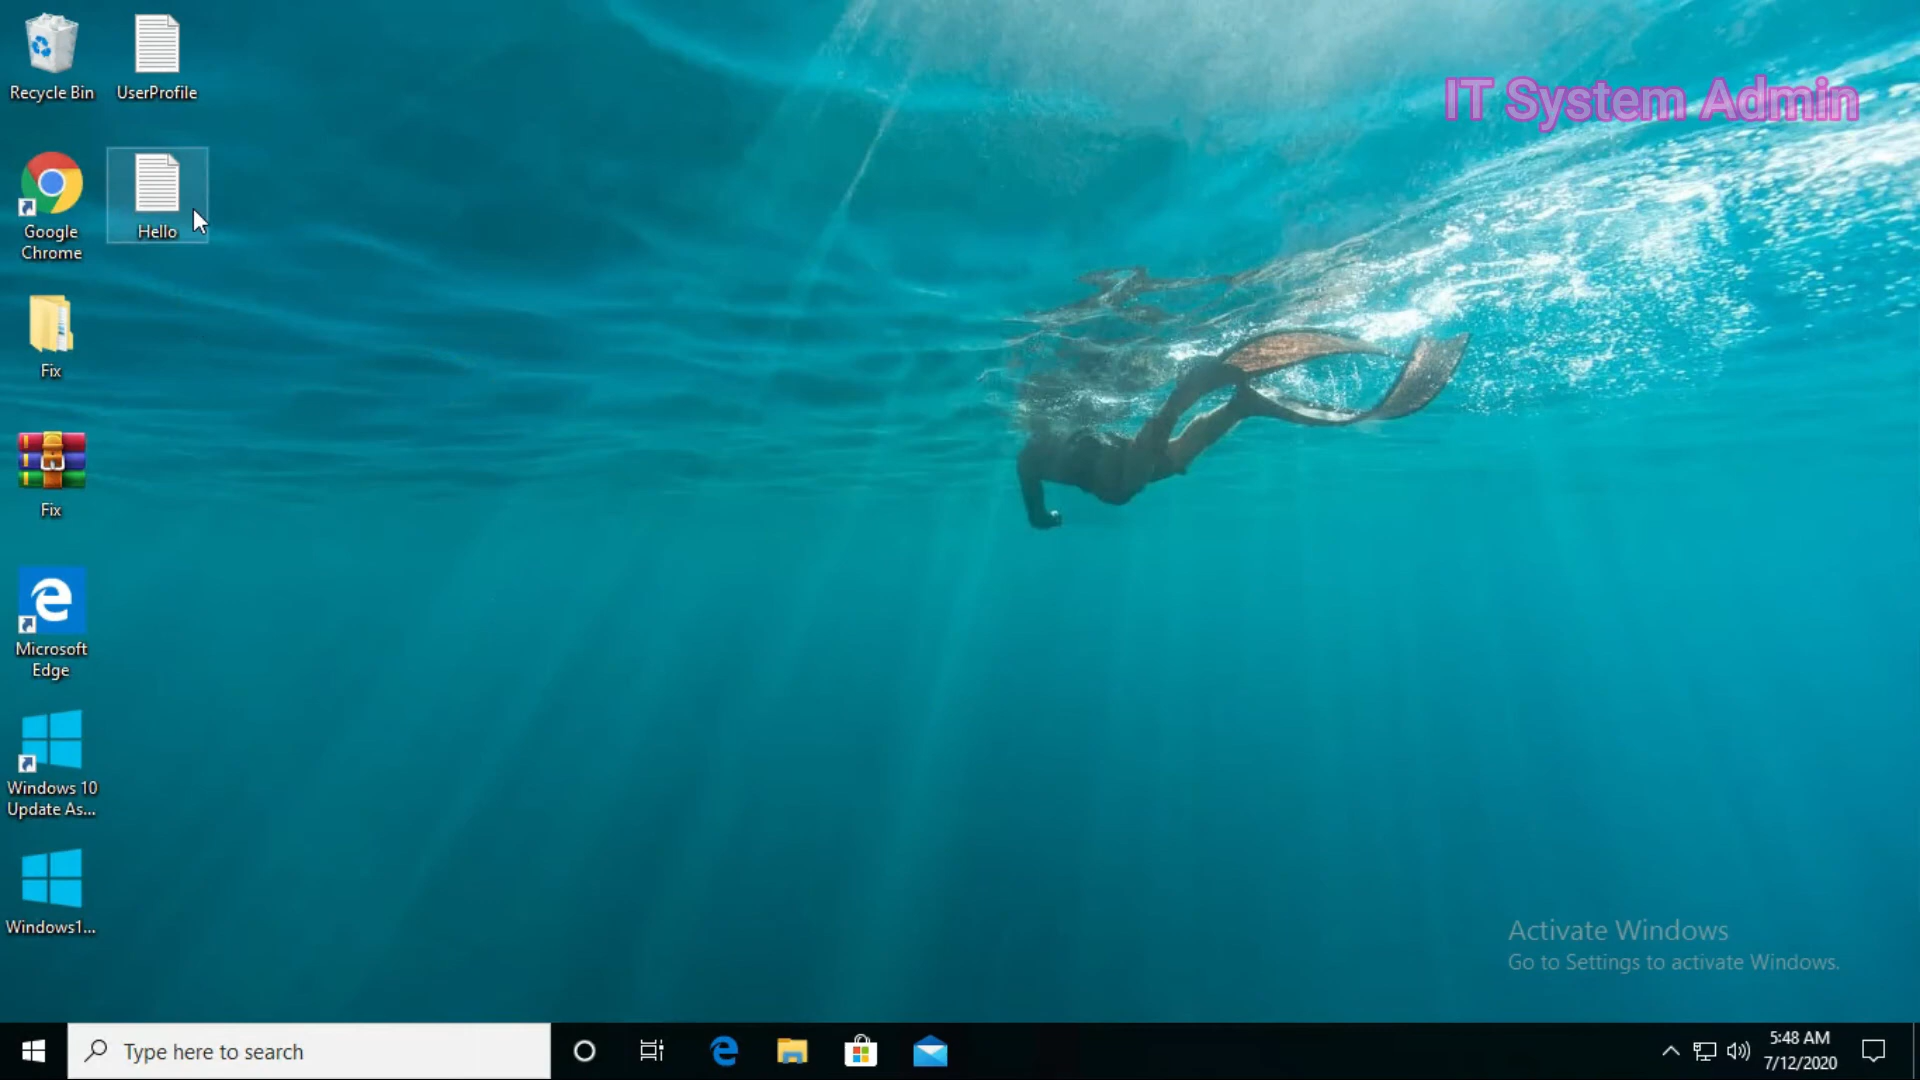 Recycle Bin
UserProfile
IT System Admin
Google
Chrome
Hello
Fix
Fix
Microsoft
Edge
Windows 10
Update As...
Windows1...
Activate Windows
Go to Settings to activate Windows.
Type here to search
5:48 AM
7/12/2020